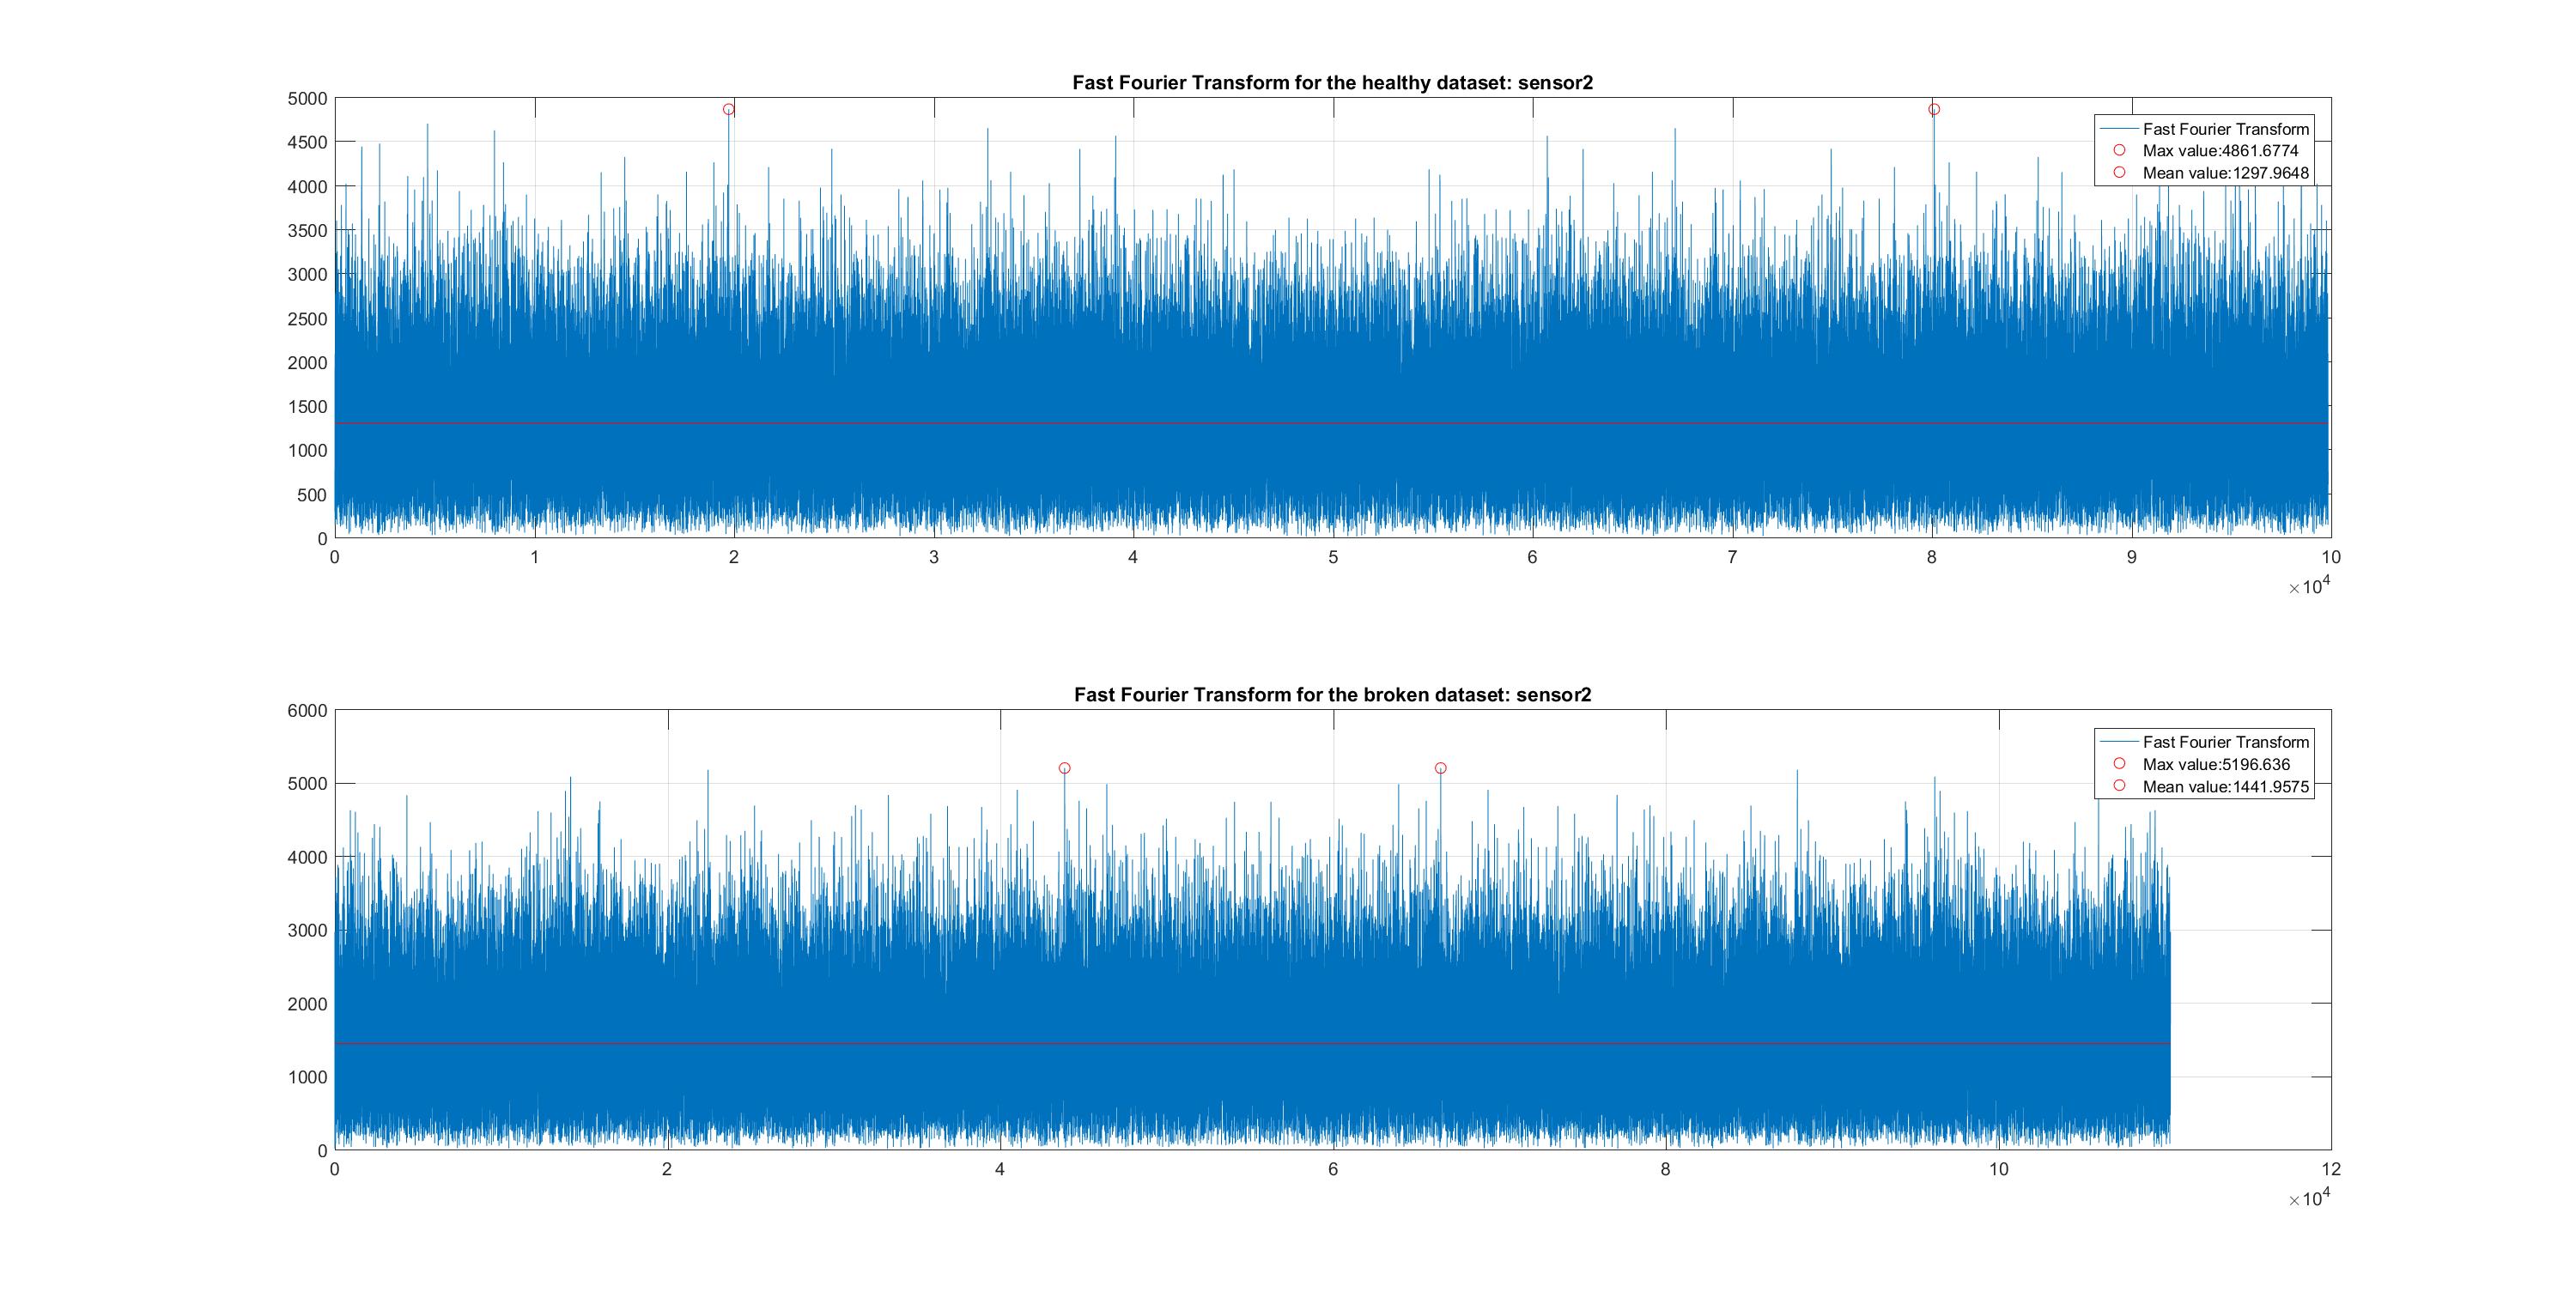 Fast Fourier Transform for the healthy dataset: sensor2
5000
4500
4000
3500
3000
2500
2000
1500
1000
500
0
Fast Fourier Transform
Max value:4861.6774
Mean value:1297.9648
0 1 2 3 4 5 6 7 8 9 10
×10^4
Fast Fourier Transform for the broken dataset: sensor2
6000
5000
4000
3000
2000
1000
0
Fast Fourier Transform
Max value:5196.636
Mean value:1441.9575
0 2 4 6 8 10 12
×10^4